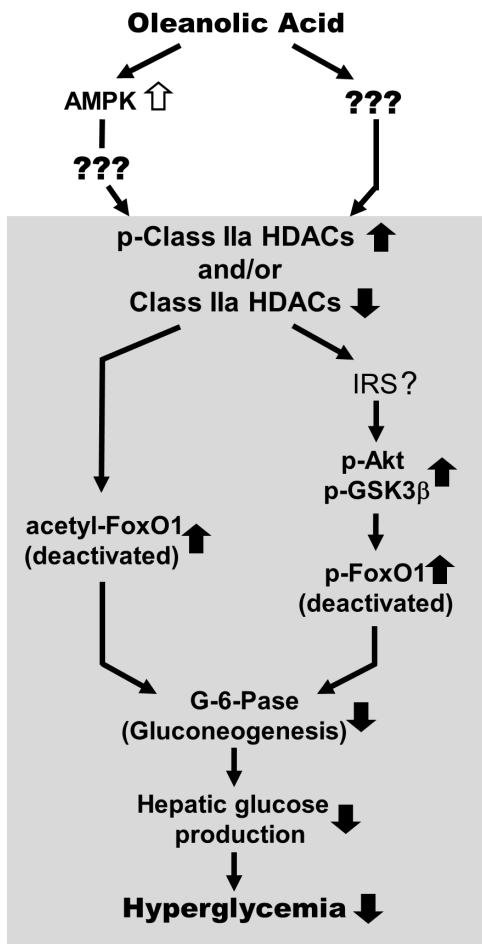 Oleanolic Acid
AMPK
???
???
p-Class IIa HDACs
and/or
Class IIa HDACs
IRS?
p-Akt
p-GSK3β
acetyl-FoxO1
(deactivated)
p-FoxO1
(deactivated)
G-6-Pase
(Gluconeogenesis)
Hepatic glucose
production
Hyperglycemia